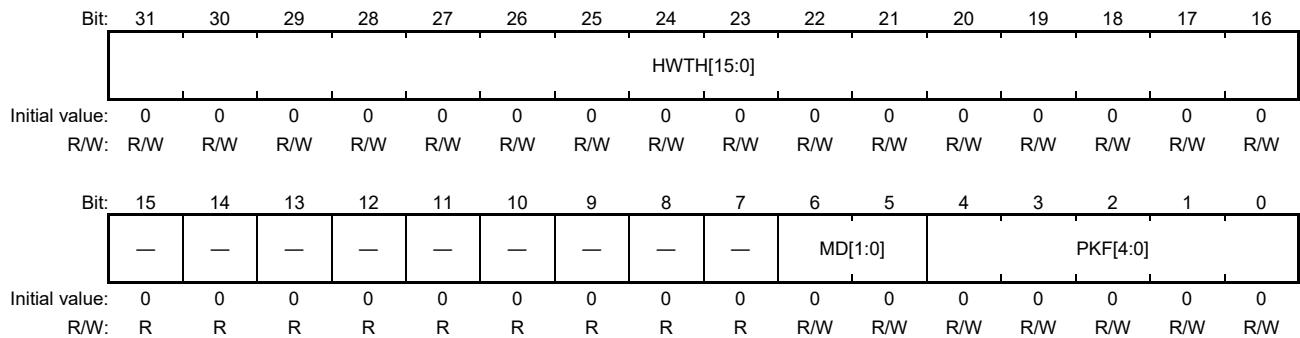 Bit: 31 30 29 28 27 26 25 24 23 22 21 20 19 18 17 16
HWTH[15:0]
Initial value: 0 0 0 0 0 0 0 0 0 0 0 0 0 0 0 0
R/W: R/W R/W R/W R/W R/W R/W R/W R/W R/W R/W R/W R/W R/W R/W R/W R/W
Bit: 15 14 13 12 11 10 9 8 7 6 5 4 3 2 1 0
— — — — — — — — — MD[1:0] PKF[4:0]
Initial value: 0 0 0 0 0 0 0 0 0 0 0 0 0 0 0 0
R/W: R R R R R R R R R R/W R/W R/W R/W R/W R/W R/W